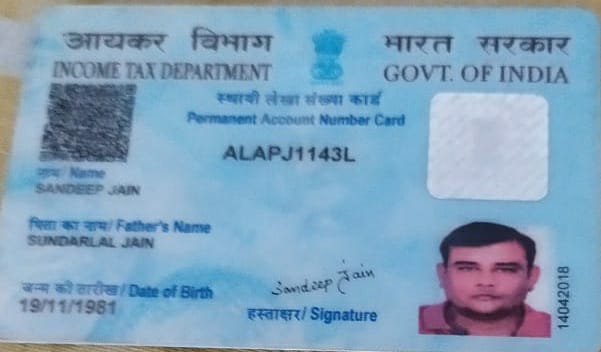 आयकर विभाग
INCOME TAX DEPARTMENT
भारत सरकार
GOVT. OF INDIA
स्थायी लेखा संख्या कार्ड
Permanent Account Number Card
ALAPJ1143L
नाम / Name
SANDEEP JAIN
पिता का नाम / Father's Name
SUNDARLAL JAIN
जन्म की तारीख / Date of Birth
19/11/1981
Sandeep Jain
हस्ताक्षर / Signature
14042018